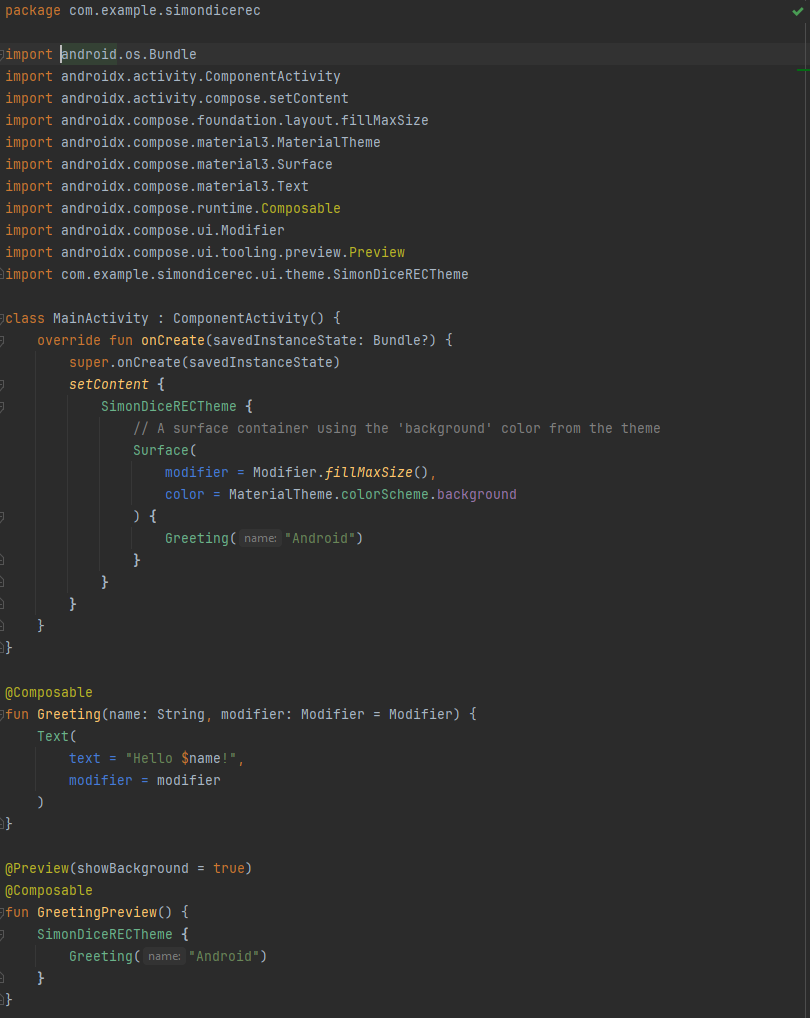 package com.example.simondicerec
import android.os.Bundle
import androidx.activity.ComponentActivity
import androidx.activity.compose.setContent
import androidx.compose.foundation.layout.fillMaxSize
import androidx.compose.material3.MaterialTheme
import androidx.compose.material3.Surface
import androidx.compose.material3.Text
import androidx.compose.runtime.Composable
import androidx.compose.ui.Modifier
import androidx.compose.ui.tooling.preview.Preview
import com.example.simondicerec.ui.theme.SimonDiceRECTheme
class MainActivity : ComponentActivity() {
    override fun onCreate(savedInstanceState: Bundle?) {
        super.onCreate(savedInstanceState)
        setContent {
            SimonDiceRECTheme {
                // A surface container using the 'background' color from the theme
                Surface(
                    modifier = Modifier.fillMaxSize(),
                    color = MaterialTheme.colorScheme.background
                ) {
                    Greeting( name: "Android")
                }
            }
        }
    }
}
@Composable
fun Greeting(name: String, modifier: Modifier = Modifier) {
    Text(
        text = "Hello $name!",
        modifier = modifier
    )
}
@Preview(showBackground = true)
@Composable
fun GreetingPreview() {
    SimonDiceRECTheme {
        Greeting( name: "Android")
    }
}